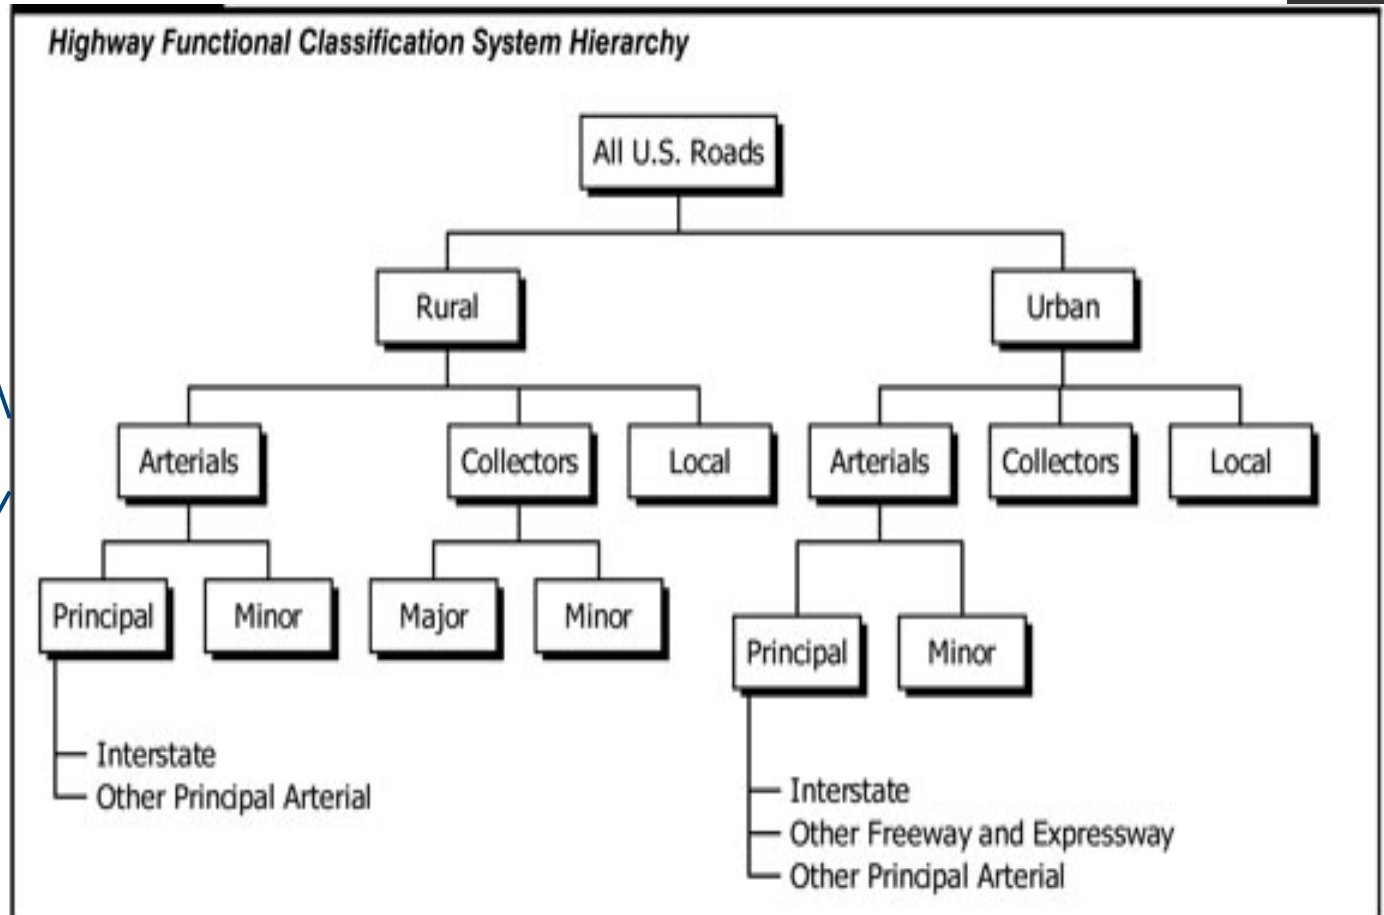 Highway Functional Classification System Hierarchy
All U.S. Roads
Rural
Urban
Arterials
Collectors
Local
Arterials
Collectors
Local
Principal
Minor
Major
Minor
Principal
Minor
Interstate
Other Principal Arterial
Interstate
Other Freeway and Expressway
Other Principal Arterial